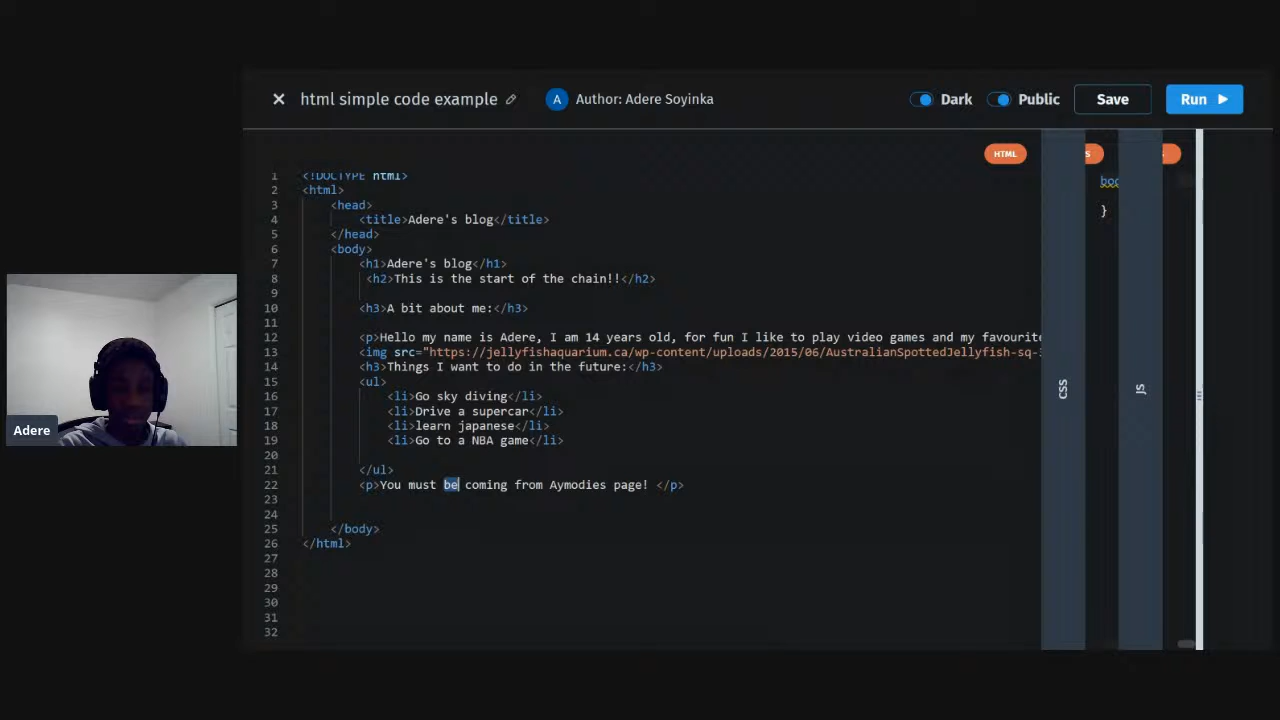 html simple code example
A Author: Adere Soyinka
Dark
Public
Save
Run
HTML
CSS
JS
S
1 <!DOCTYPE html>
2 <html>
3 <head>
4 <title>Adere's blog</title>
5 </head>
6 <body>
7 <h1>Adere's blog</h1>
8 <h2>This is the start of the chain!!</h2>
9
10 <h3>A bit about me:</h3>
11
12 <p>Hello my name is Adere, I am 14 years old, for fun I like to play video games and my favourite
13 <img src="https://jellyfishaquarium.ca/wp-content/uploads/2015/06/AustralianSpottedJellyfish-sq-
14 <h3>Things I want to do in the future:</h3>
15 <ul>
16 <li>Go sky diving</li>
17 <li>Drive a supercar</li>
18 <li>learn japanese</li>
19 <li>Go to a NBA game</li>
20
21 </ul>
22 <p>You must be coming from Aymodies page! </p>
23
24
25 </body>
26 </html>
27
28
29
30
31
32
}
Adere